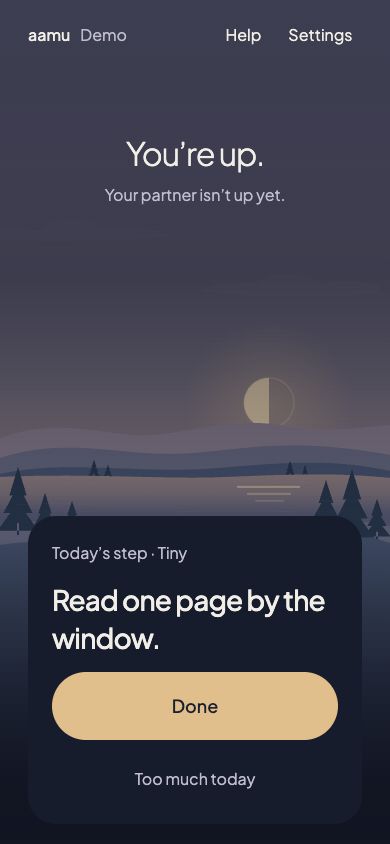 aamu Demo Help Settings
You’re up.
Your partner isn’t up yet.
Today’s step · Tiny
Read one page by the
window.
Done
Too much today